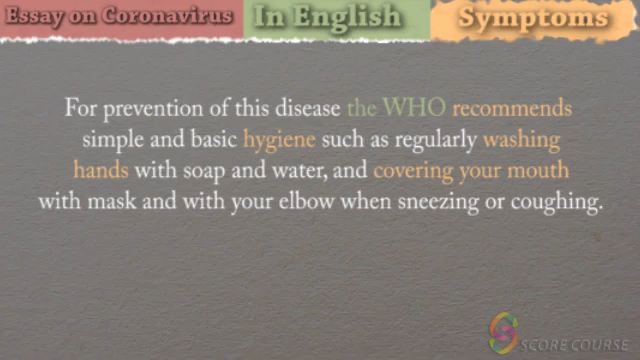 Essay on Coronavirus In English Symptoms
For prevention of this disease the WHO recommends
simple and basic hygiene such as regularly washing
hands with soap and water, and covering your mouth
with mask and with your elbow when sneezing or coughing.
SCORE COURSE